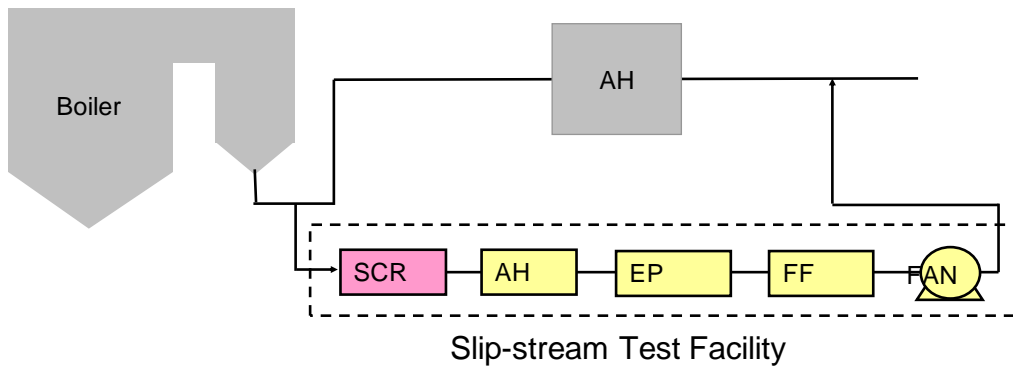 Boiler
AH
SCR
AH
EP
FF
FAN
Slip-stream Test Facility